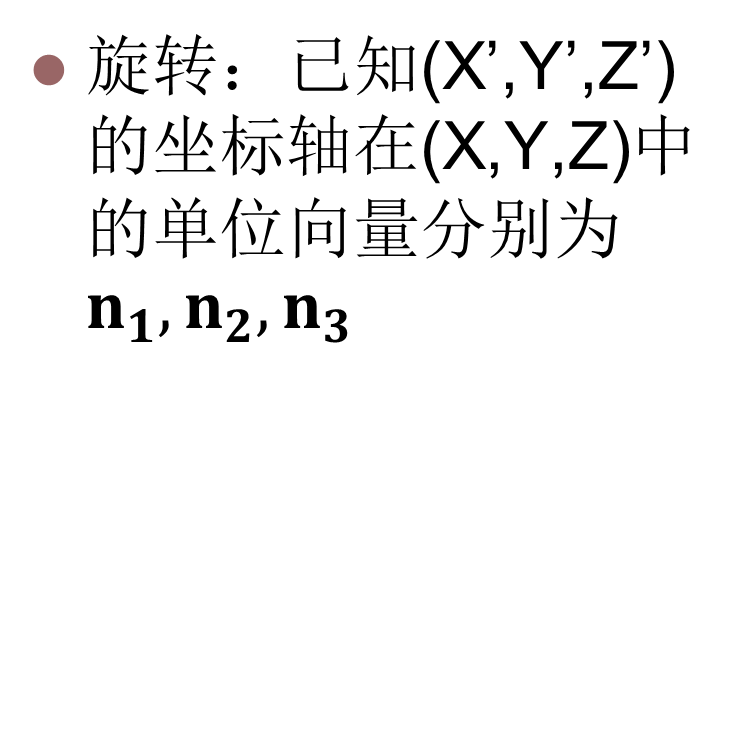 旋转： 已知(X’,Y’,Z’)
的坐标轴在(X,Y,Z)中
的单位向量分别为
𝐧₁, 𝐧₂, 𝐧₃